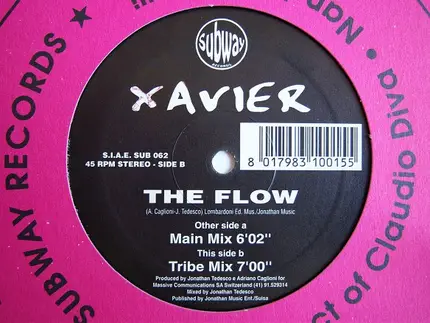 SUBWAY RECORDS ★
Nap
ct of Claudio Diva •
subway
RECORDS
XAVIER
S.I.A.E. SUB 062
45 RPM STEREO - SIDE B
8 017983 100155
THE FLOW
(A. Caglioni-J. Tedesco) Lombardoni Ed. Mus./Jonathan Music
Other side a
Main Mix 6'02"
This side b
Tribe Mix 7'00"
Produced by Jonathan Tedesco e Adriano Caglioni for
Massive Communications SA Switzerland (41) 91.529314
Mixed by Jonathan Tedesco
Published by Jonathan Music Ent./Suisa